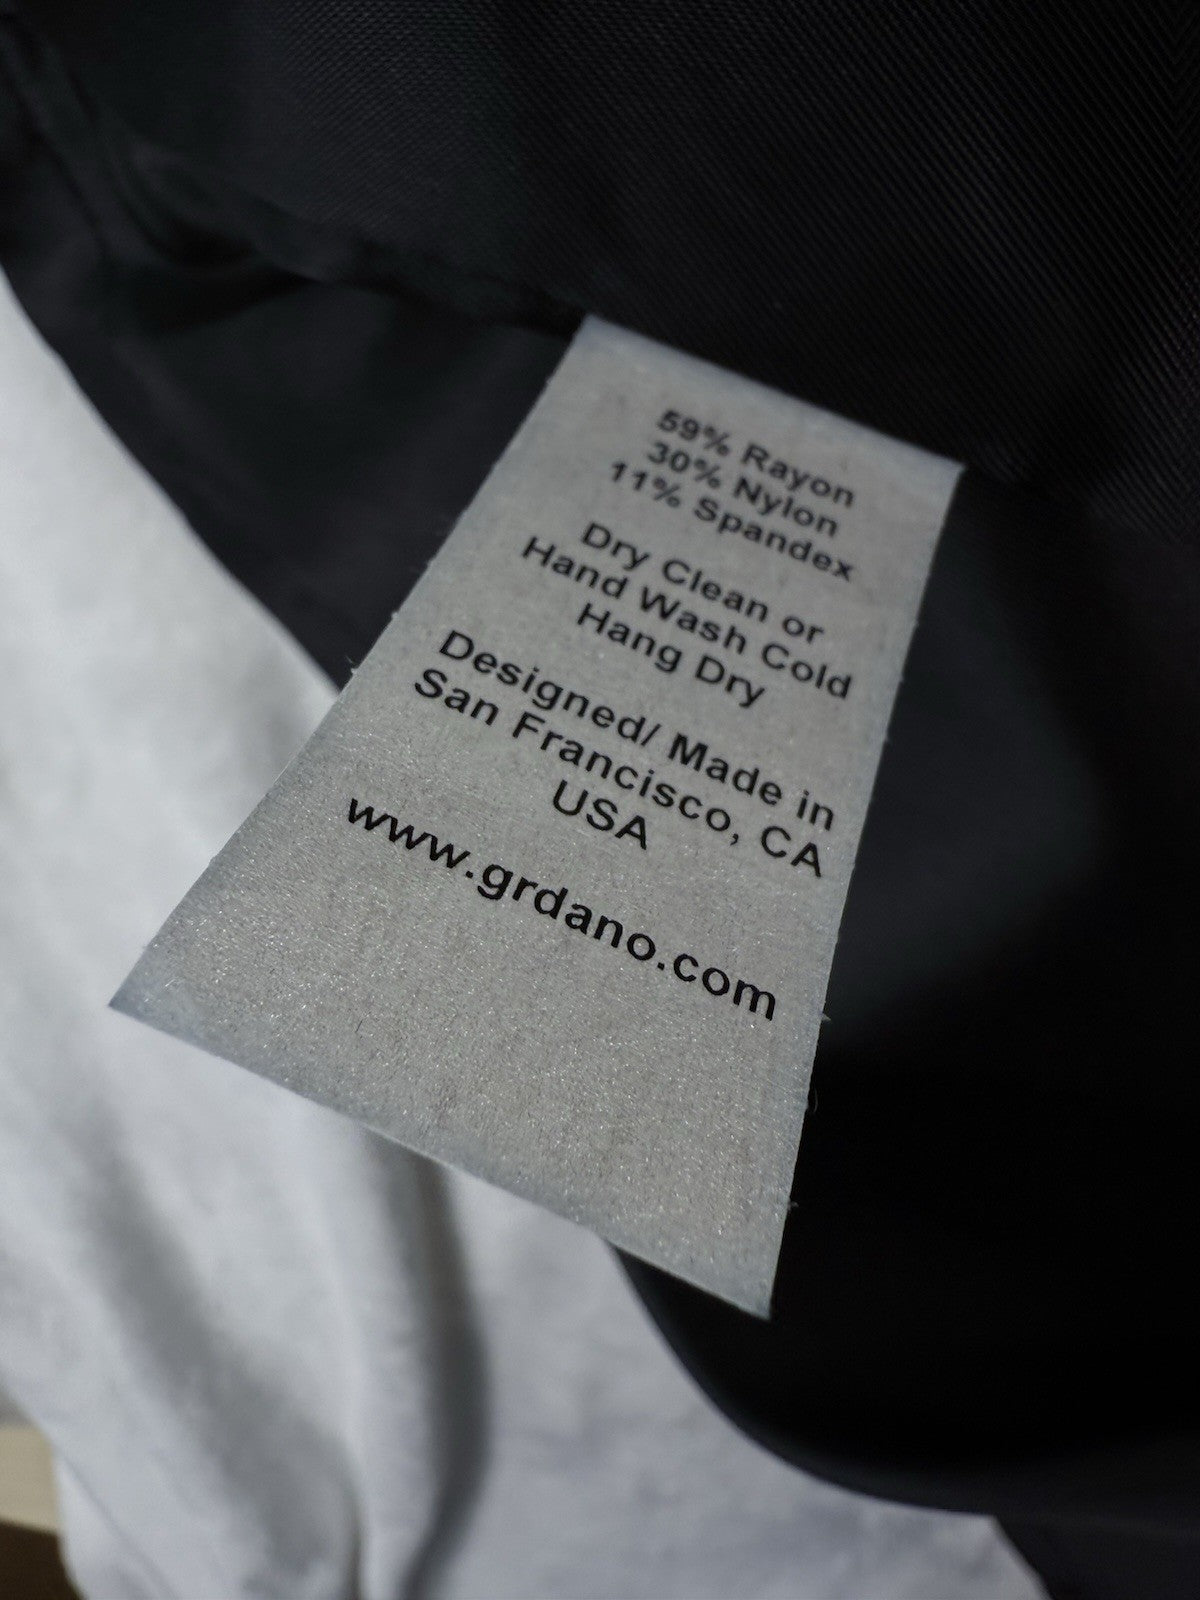 59% Rayon
30% Nylon
11% Spandex
Dry Clean or
Hand Wash Cold
Hang Dry
Designed/ Made in
San Francisco, CA
USA
www.grdano.com